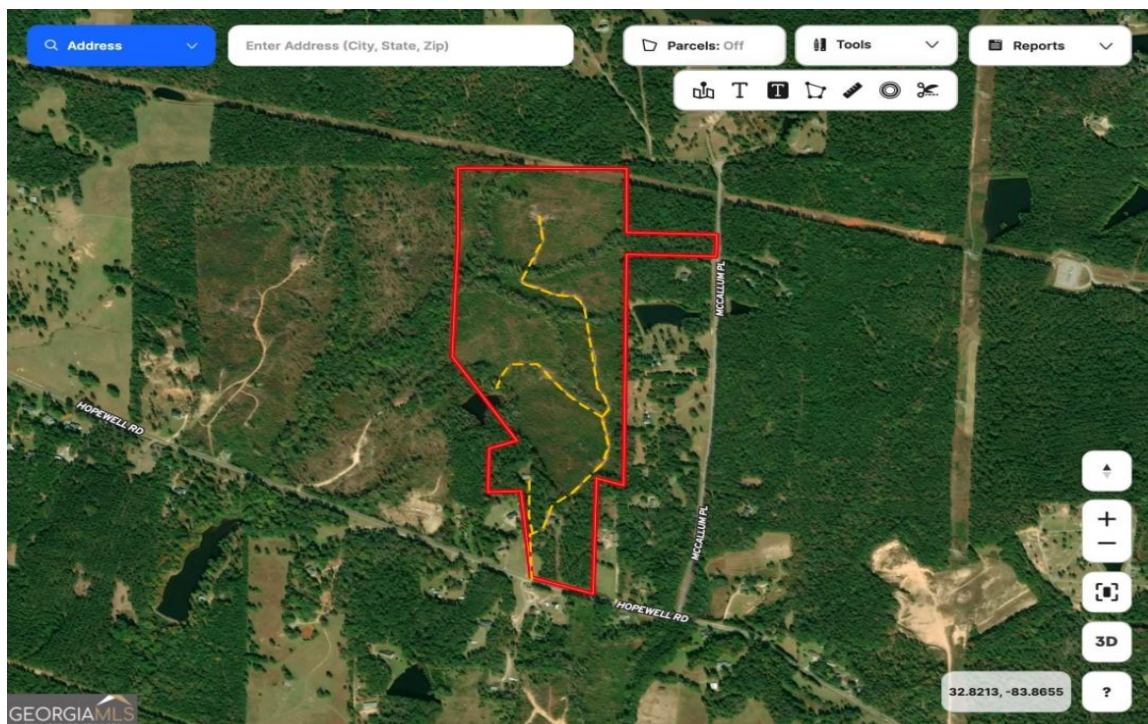 Address
Enter Address (City, State, Zip)
Parcels: Off
Tools
Reports
T
T
MCCALLUM PL
HOPEWELL RD
MCCALLUM PL
HOPEWELL RD
3D
32.8213, -83.8655
?
GEORGIAMLS